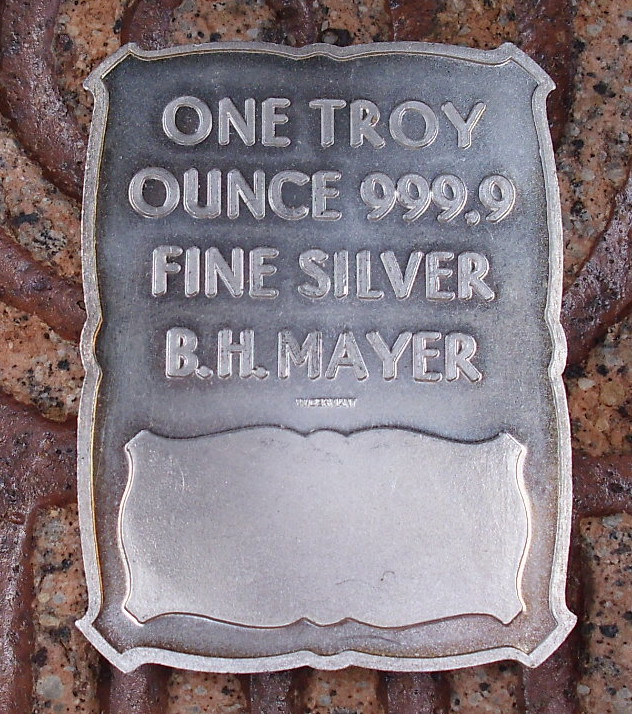 ONE TROY
OUNCE 999.9
FINE SILVER
B.H. MAYER